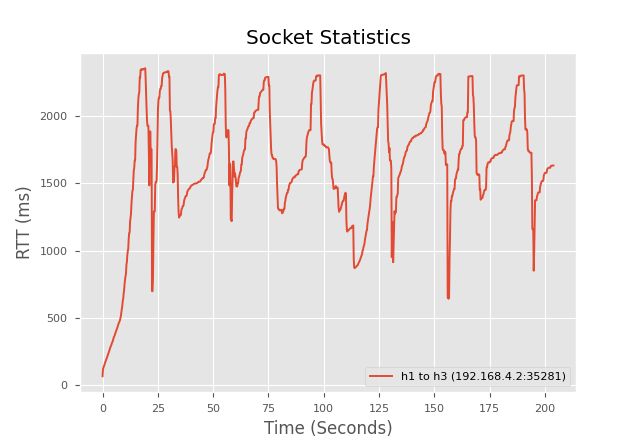 Socket Statistics
RTT (ms)
2000
1500
1000
500
0
h1 to h3 (192.168.4.2:35281)
0 25 50 75 100 125 150 175 200
Time (Seconds)